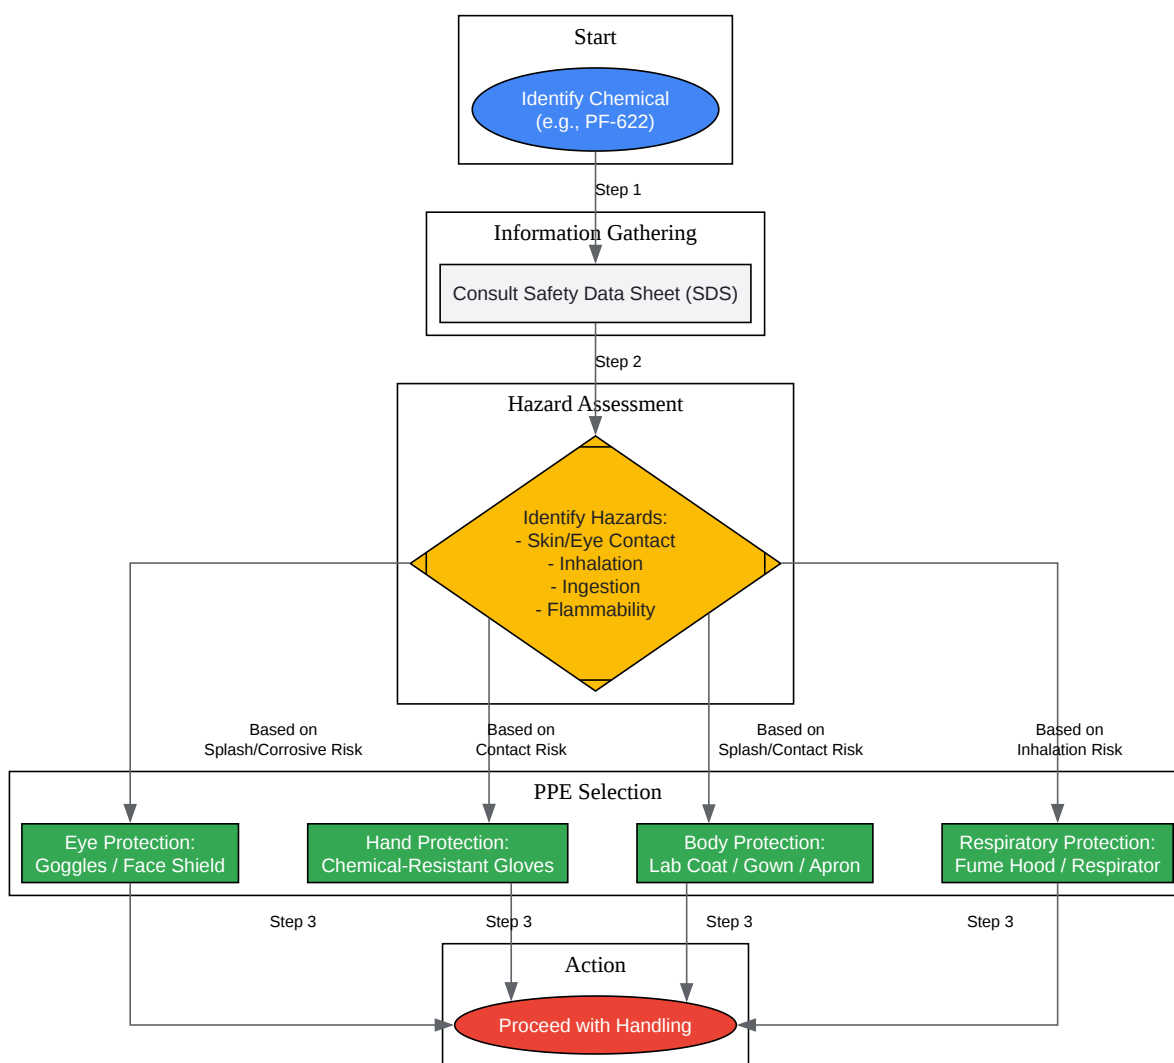 Start
Identify Chemical
(e.g., PF-622)
Step 1
Information Gathering
Consult Safety Data Sheet (SDS)
Step 2
Hazard Assessment
Identify Hazards:
- Skin/Eye Contact
- Inhalation
- Ingestion
- Flammability
Based on
Splash/Corrosive Risk
Based on
Contact Risk
Based on
Splash/Contact Risk
Based on
Inhalation Risk
PPE Selection
Eye Protection:
Goggles / Face Shield
Hand Protection:
Chemical-Resistant Gloves
Body Protection:
Lab Coat / Gown / Apron
Respiratory Protection:
Fume Hood / Respirator
Step 3
Step 3
Step 3
Step 3
Action
Proceed with Handling